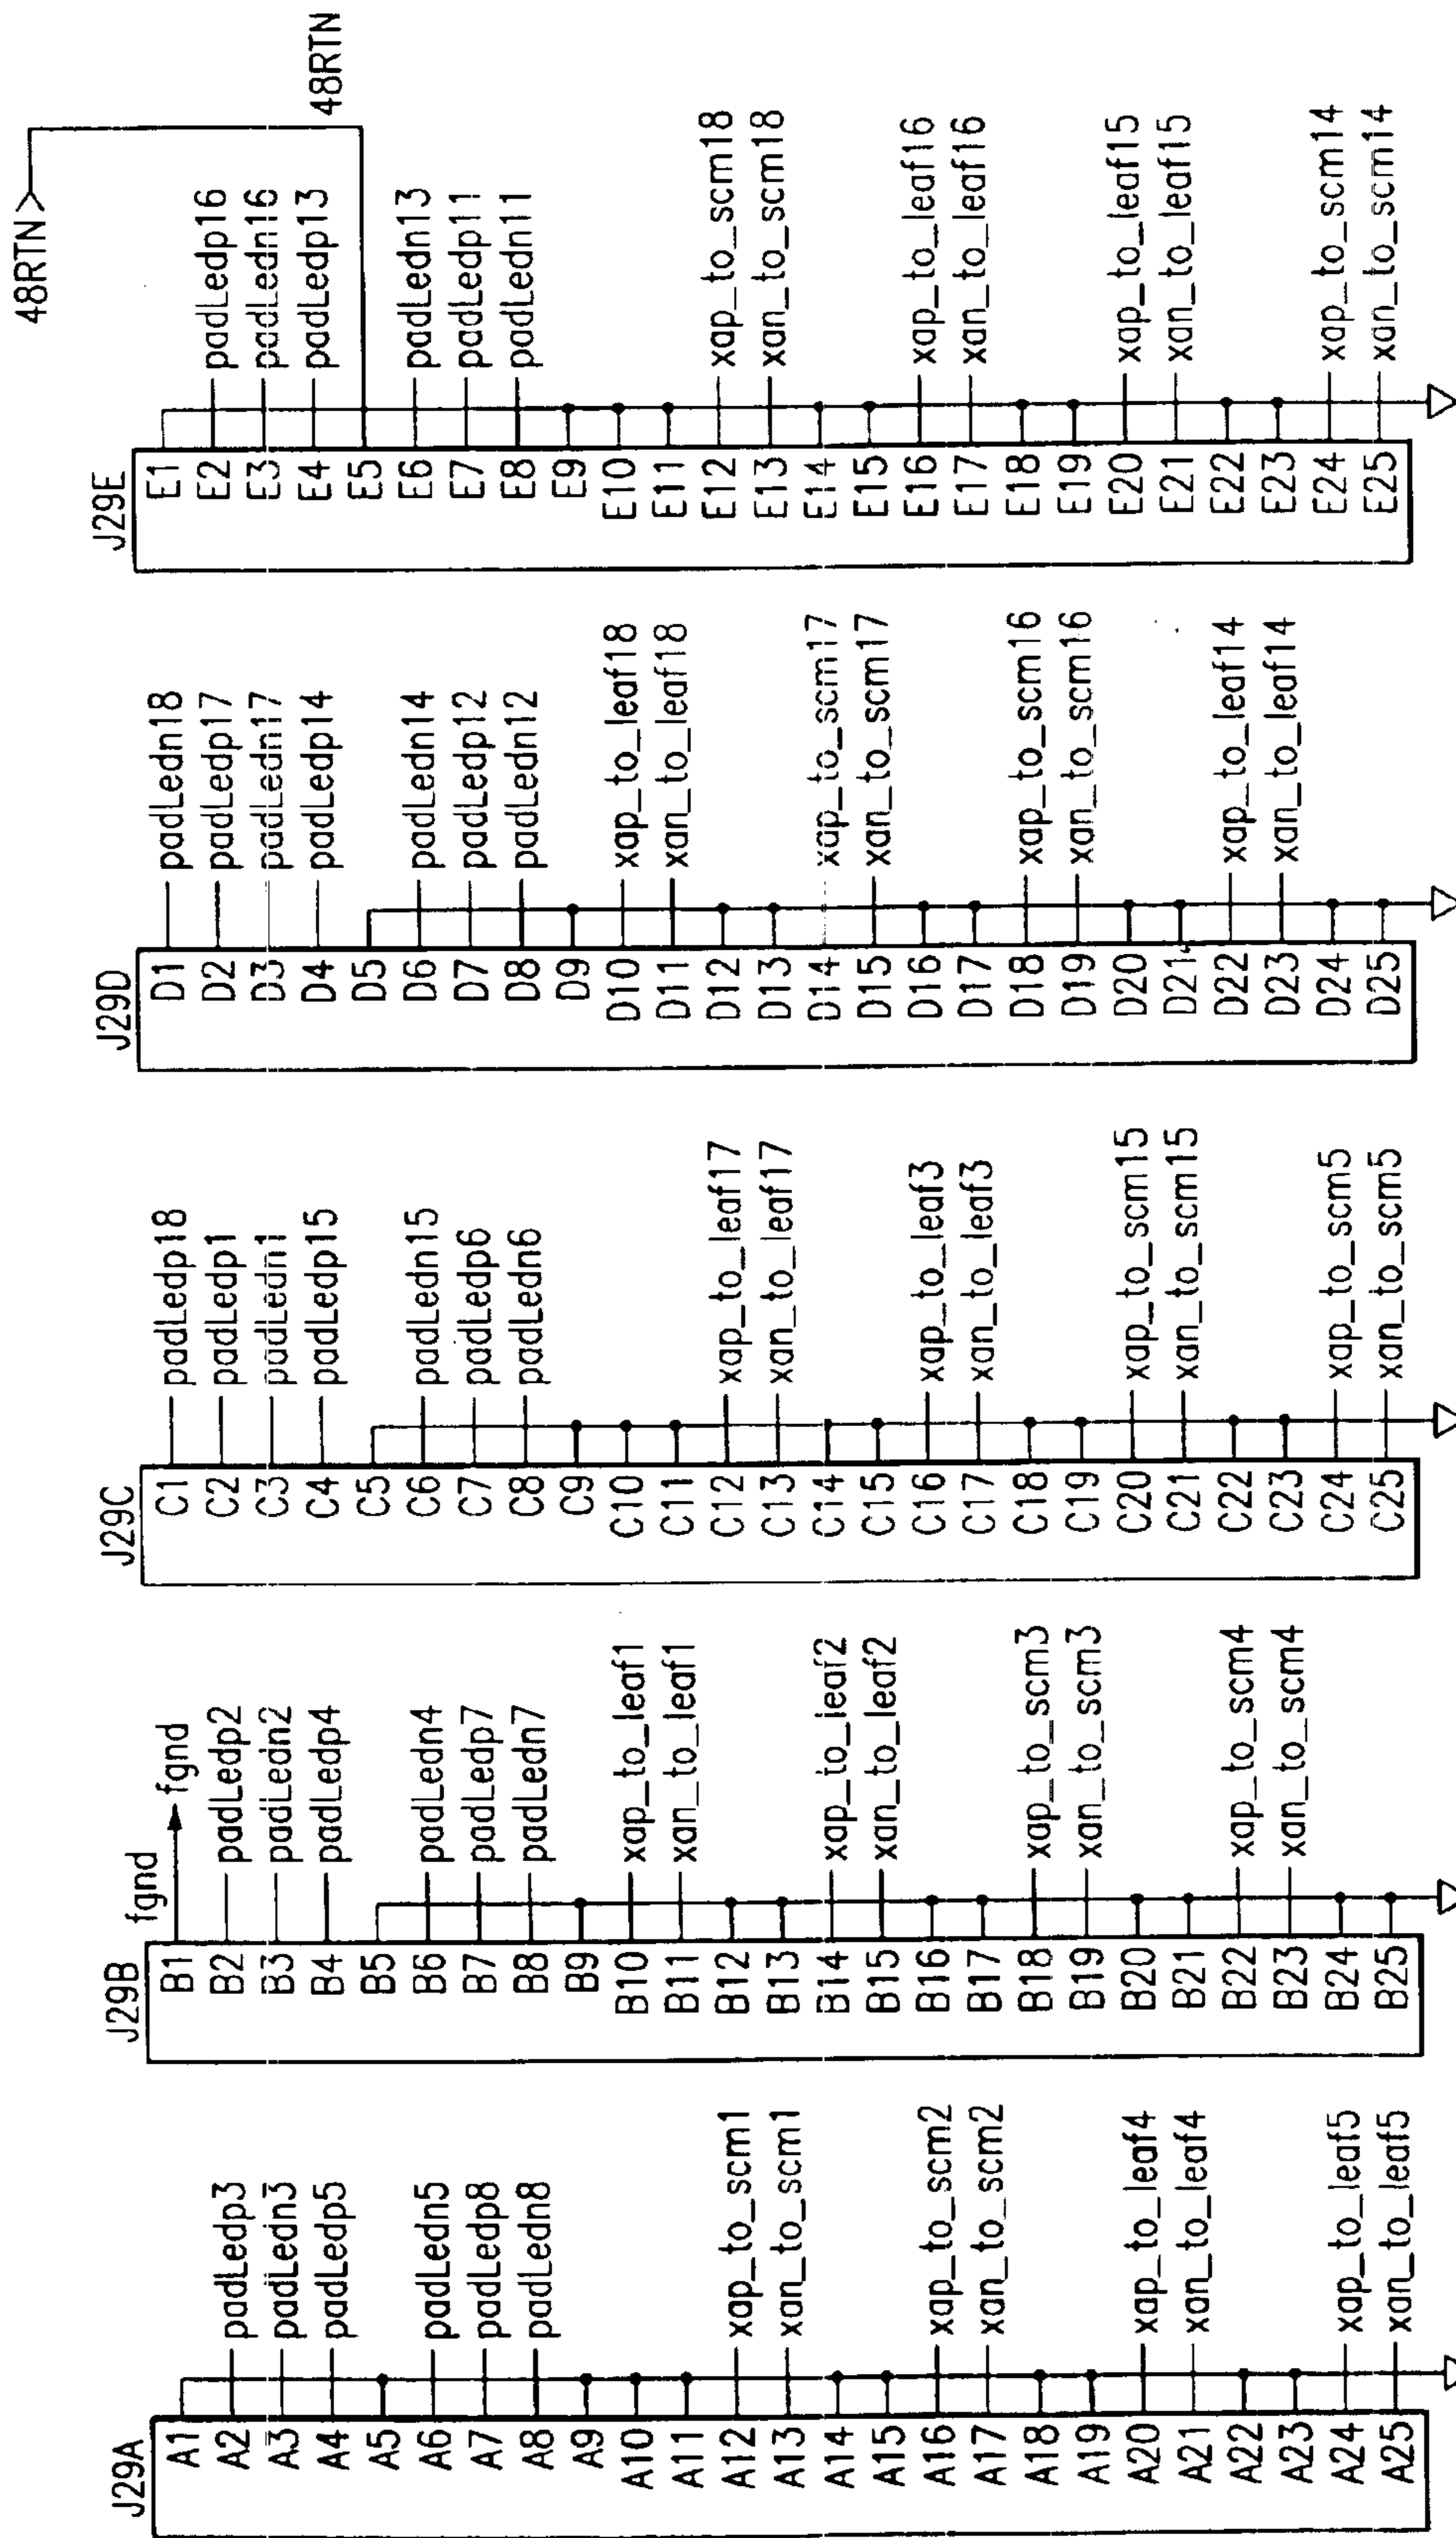 J29A
A1
A2 padLedp3
A3 padLedn3
A4 padLedp5
A5
A6 padLedn5
A7 padLedp8
A8 padLedn8
A9
A10
A11
A12 xap_to_scm1
A13 xan_to_scm1
A14
A15
A16 xap_to_scm2
A17 xan_to_scm2
A18
A19
A20 xap_to_leaf4
A21 xan_to_leaf4
A22
A23
A24 xap_to_leaf5
A25 xan_to_leaf5
J29B
B1 fgnd fgnd
B2 padLedp2
B3 padLedn2
B4 padLedp4
B5
B6 padLedn4
B7 padLedp7
B8 padLedn7
B9
B10 xap_to_leaf1
B11 xan_to_leaf1
B12
B13
B14 xap_to_leaf2
B15 xan_to_leaf2
B16
B17
B18 xap_to_scm3
B19 xan_to_scm3
B20
B21
B22 xap_to_scm4
B23 xan_to_scm4
B24
B25
J29C
C1 padLedp18
C2 padLedp1
C3 padLedn1
C4 padLedp15
C5
C6 padLedn15
C7 padLedp6
C8 padLedn6
C9
C10
C11
C12 xap_to_leaf17
C13 xan_to_leaf17
C14
C15
C16 xap_to_leaf3
C17 xan_to_leaf3
C18
C19
C20 xap_to_scm15
C21 xan_to_scm15
C22
C23
C24 xap_to_scm5
C25 xan_to_scm5
J29D
D1 padLedn18
D2 padLedp17
D3 padLedn17
D4 padLedp14
D5
D6 padLedn14
D7 padLedp12
D8 padLedn12
D9
D10 xap_to_leaf18
D11 xan_to_leaf18
D12
D13
D14 xap_to_scm17
D15 xan_to_scm17
D16
D17
D18 xap_to_scm16
D19 xan_to_scm16
D20
D21
D22 xap_to_leaf14
D23 xan_to_leaf14
D24
D25
48RTN
J29E
E1
E2 padLedp16
E3 padLedn16
E4 padLedp13
E5 48RTN
E6 padLedn13
E7 padLedp11
E8 padLedn11
E9
E10
E11
E12 xap_to_scm18
E13 xan_to_scm18
E14
E15
E16 xap_to_leaf16
E17 xan_to_leaf16
E18
E19
E20 xap_to_leaf15
E21 xan_to_leaf15
E22
E23
E24 xap_to_scm14
E25 xan_to_scm14